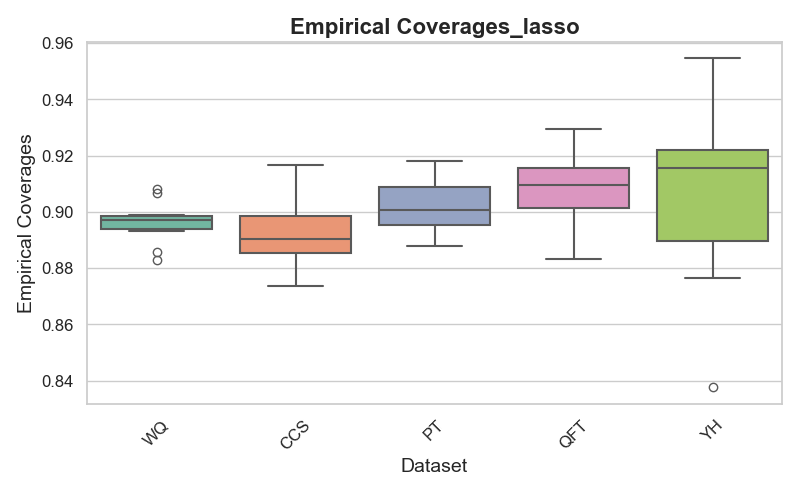 Empirical Coverages_lasso
Empirical Coverages
0.96
0.94
0.92
0.90
0.88
0.86
0.84
WQ
CCS
PT
QFT
YH
Dataset